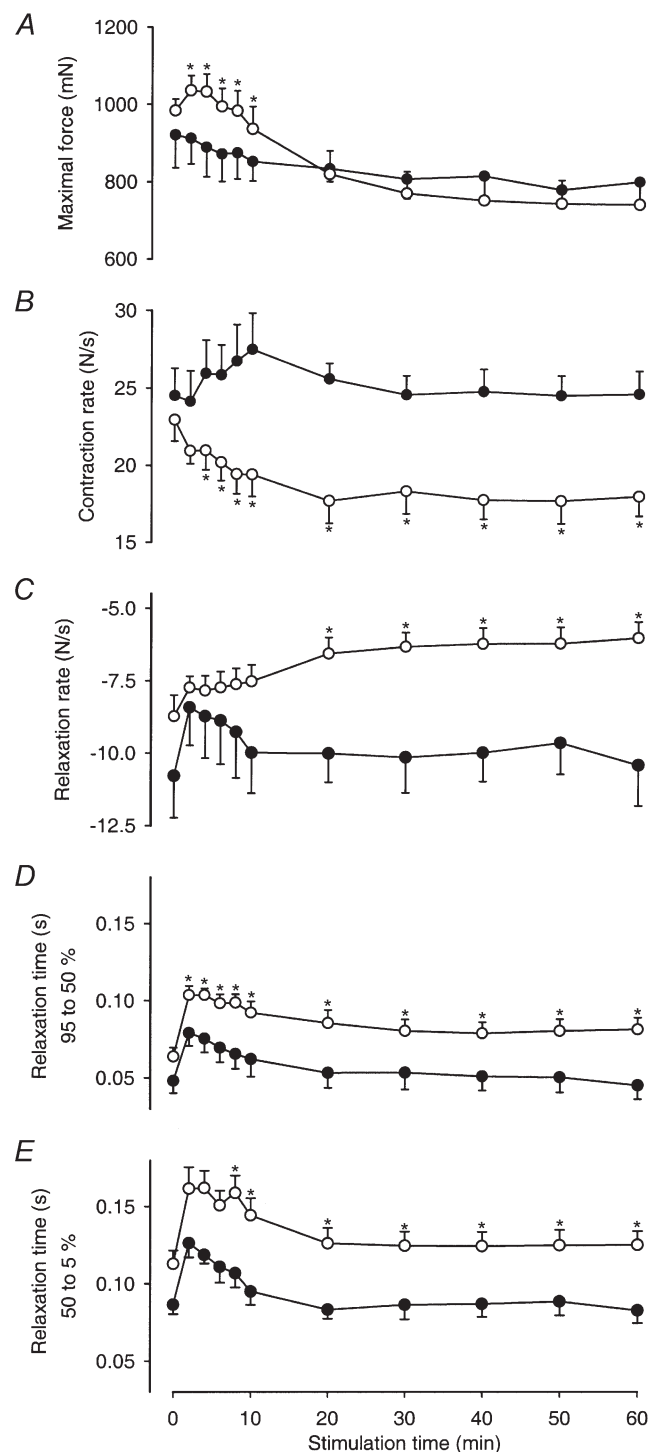 A
Maximal force (mN)
1200
1000
800
600
* * * * *
B
Contraction rate (N/s)
30
25
20
15
* * * * * * * * *
C
Relaxation rate (N/s)
-5.0
-7.5
-10.0
-12.5
* * * * *
D
Relaxation time (s)
95 to 50 %
0.15
0.10
0.05
* * * * * * * * * *
E
Relaxation time (s)
50 to 5 %
0.15
0.10
0.05
* * * * * * *
0 10 20 30 40 50 60
Stimulation time (min)